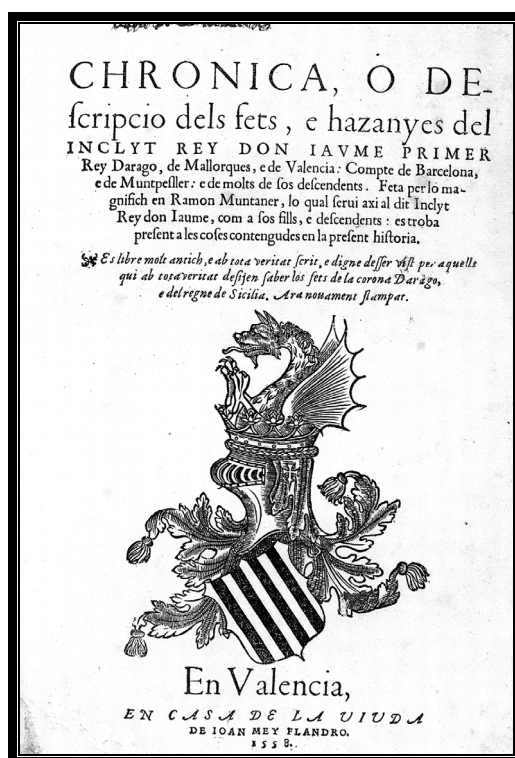 CHRONICA, O DE-
ſcripcio dels fets, e hazanyes del
INCLYT REY DON IAVME PRIMER
Rey Darago, de Mallorques, e de Valencia: Compte de Barcelona,
e de Muntpeſller: e de molts de ſos deſcendents. Feta per lo ma-
gnifich en Ramon Muntaner, lo qual ſerui axi al dit Inclyt
Rey don Iaume, com a ſos fills, e deſcendents: es troba
preſent a les coſes contengudes en la preſent hiſtoria.
Es libre molt antich, e ab tota veritat ſcrit, e digne deſſer viſt per aquells
qui ab tota veritat deſijen ſaber los fets de la corona Darago,
e del regne de Sicilia. Ara nouament ſtampat.
En Valencia,
EN CASA DE LA UIUDA
DE IOAN MEY FLANDRO.
1558.